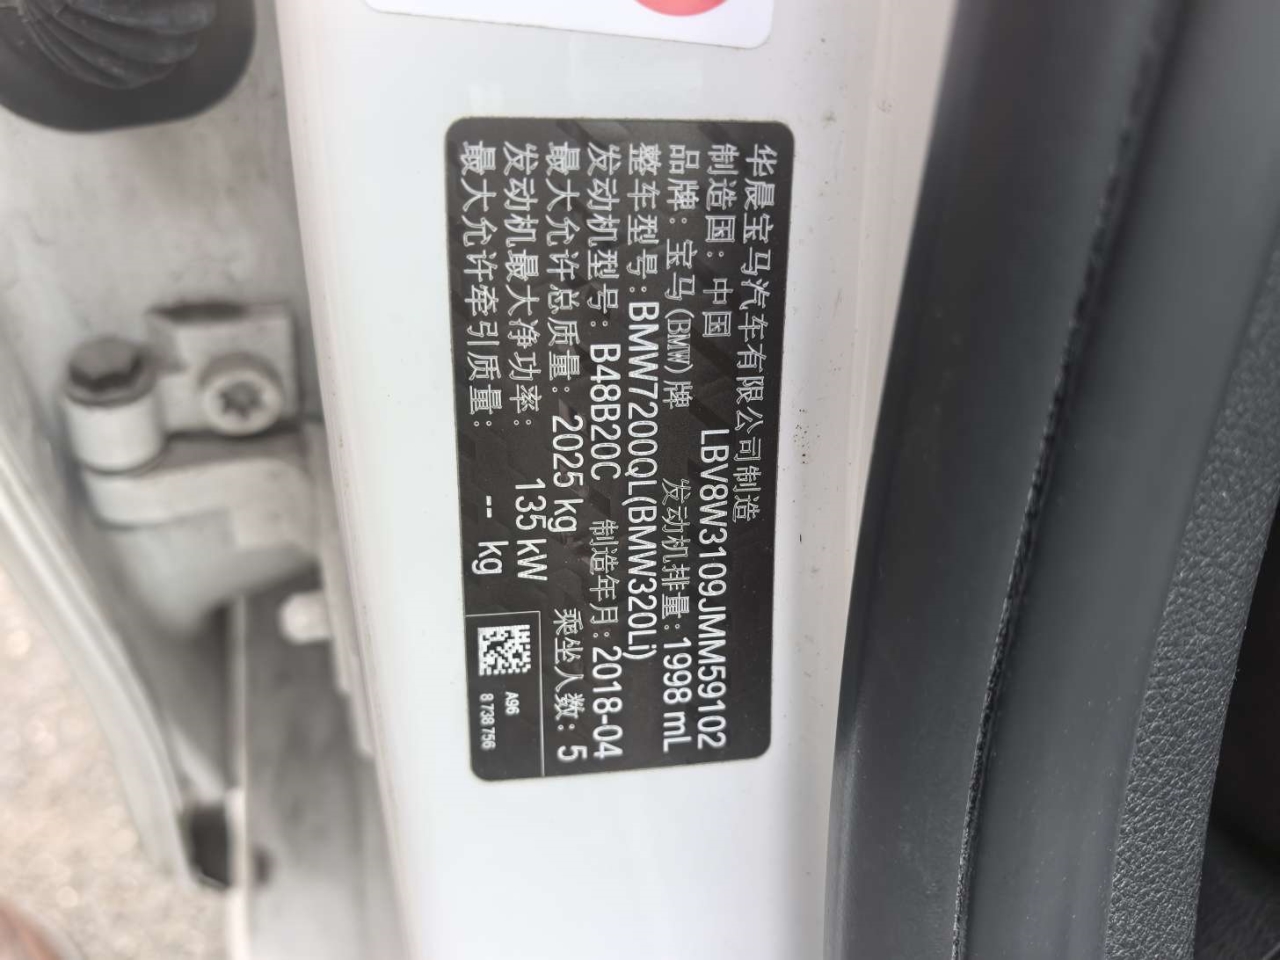 华晨宝马汽车有限公司制造
制造国：中国 LBV8W3109JMM59102
品牌：宝马(BMW)牌 发动机排量：1998 mL
整车型号：BMW7200QL(BMW320Li)
发动机型号：B48B20C 制造年月：2018-04
最大允许总质量：2025 kg 乘坐人数：5
发动机最大净功率：135 kW
最大允许牵引质量： -- kg
A96
8 738 756